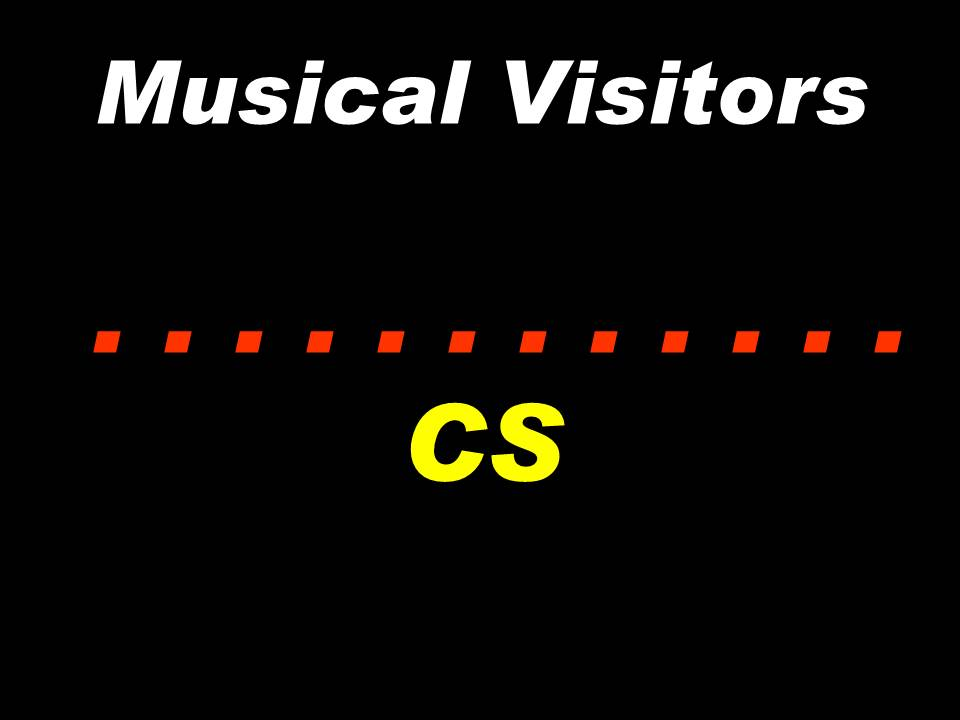 Musical Visitors
. . . . . . . . . . . .
CS